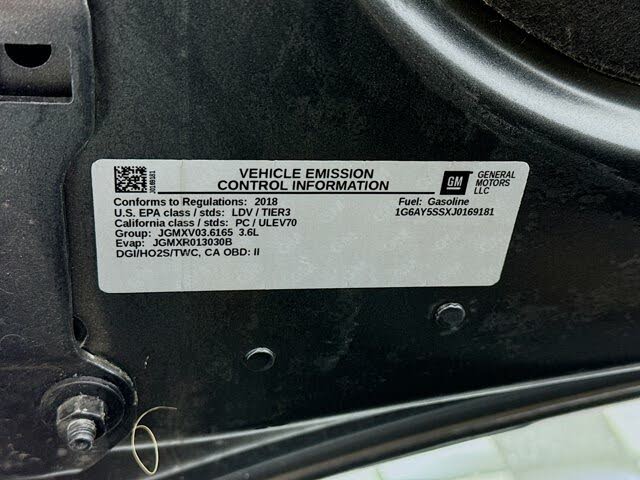 VEHICLE EMISSION
CONTROL INFORMATION
GM GENERAL
MOTORS
LLC
Conforms to Regulations: 2018
Fuel: Gasoline
U.S. EPA class / stds: LDV / TIER3
1G6AY5SSXJ0169181
California class / stds: PC / ULEV70
Group: JGMXV03.6165 3.6L
Evap: JGMXR013030B
DGI/HO2S/TWC, CA OBD: II